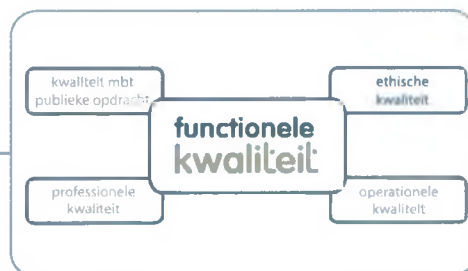 kwaliteit mbt
publieke opdracht
ethische
kwaliteit
functionele
kwaliteit
professionele
kwaliteit
operationele
kwaliteit